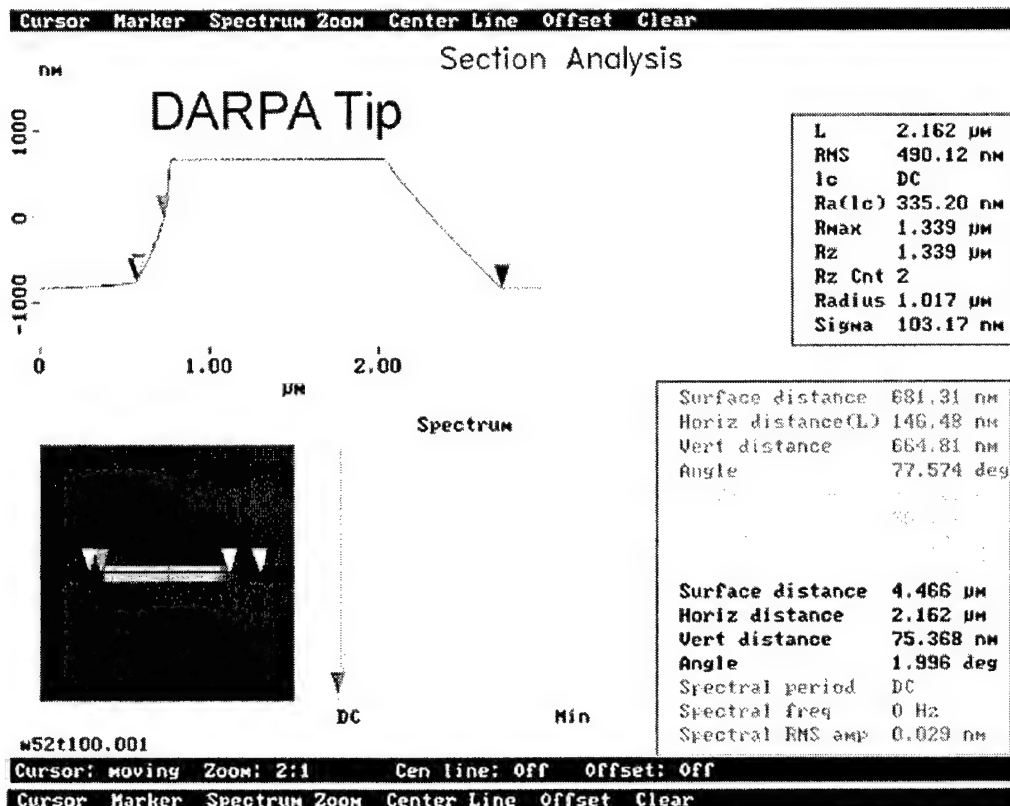 Cursor Marker Spectrum Zoom Center Line Offset Clear
Section Analysis
nm
DARPA Tip
1000
0
-1000
0 1.00 2.00
µm
L 2.162 µm
RMS 490.12 nm
lc DC
Ra(lc) 335.20 nm
Rmax 1.339 µm
Rz 1.339 µm
Rz Cnt 2
Radius 1.017 µm
Sigma 103.17 nm
Spectrum
DC Min
Surface distance 681.31 nm
Horiz distance(L) 146.48 nm
Vert distance 664.81 nm
Angle 77.574 deg
Surface distance 4.466 µm
Horiz distance 2.162 µm
Vert distance 75.368 nm
Angle 1.996 deg
Spectral period DC
Spectral freq 0 Hz
Spectral RMS amp 0.029 nm
w52t100.001
Cursor: moving Zoom: 2:1 Cen line: Off Offset: Off
Cursor Marker Spectrum Zoom Center Line Offset Clear